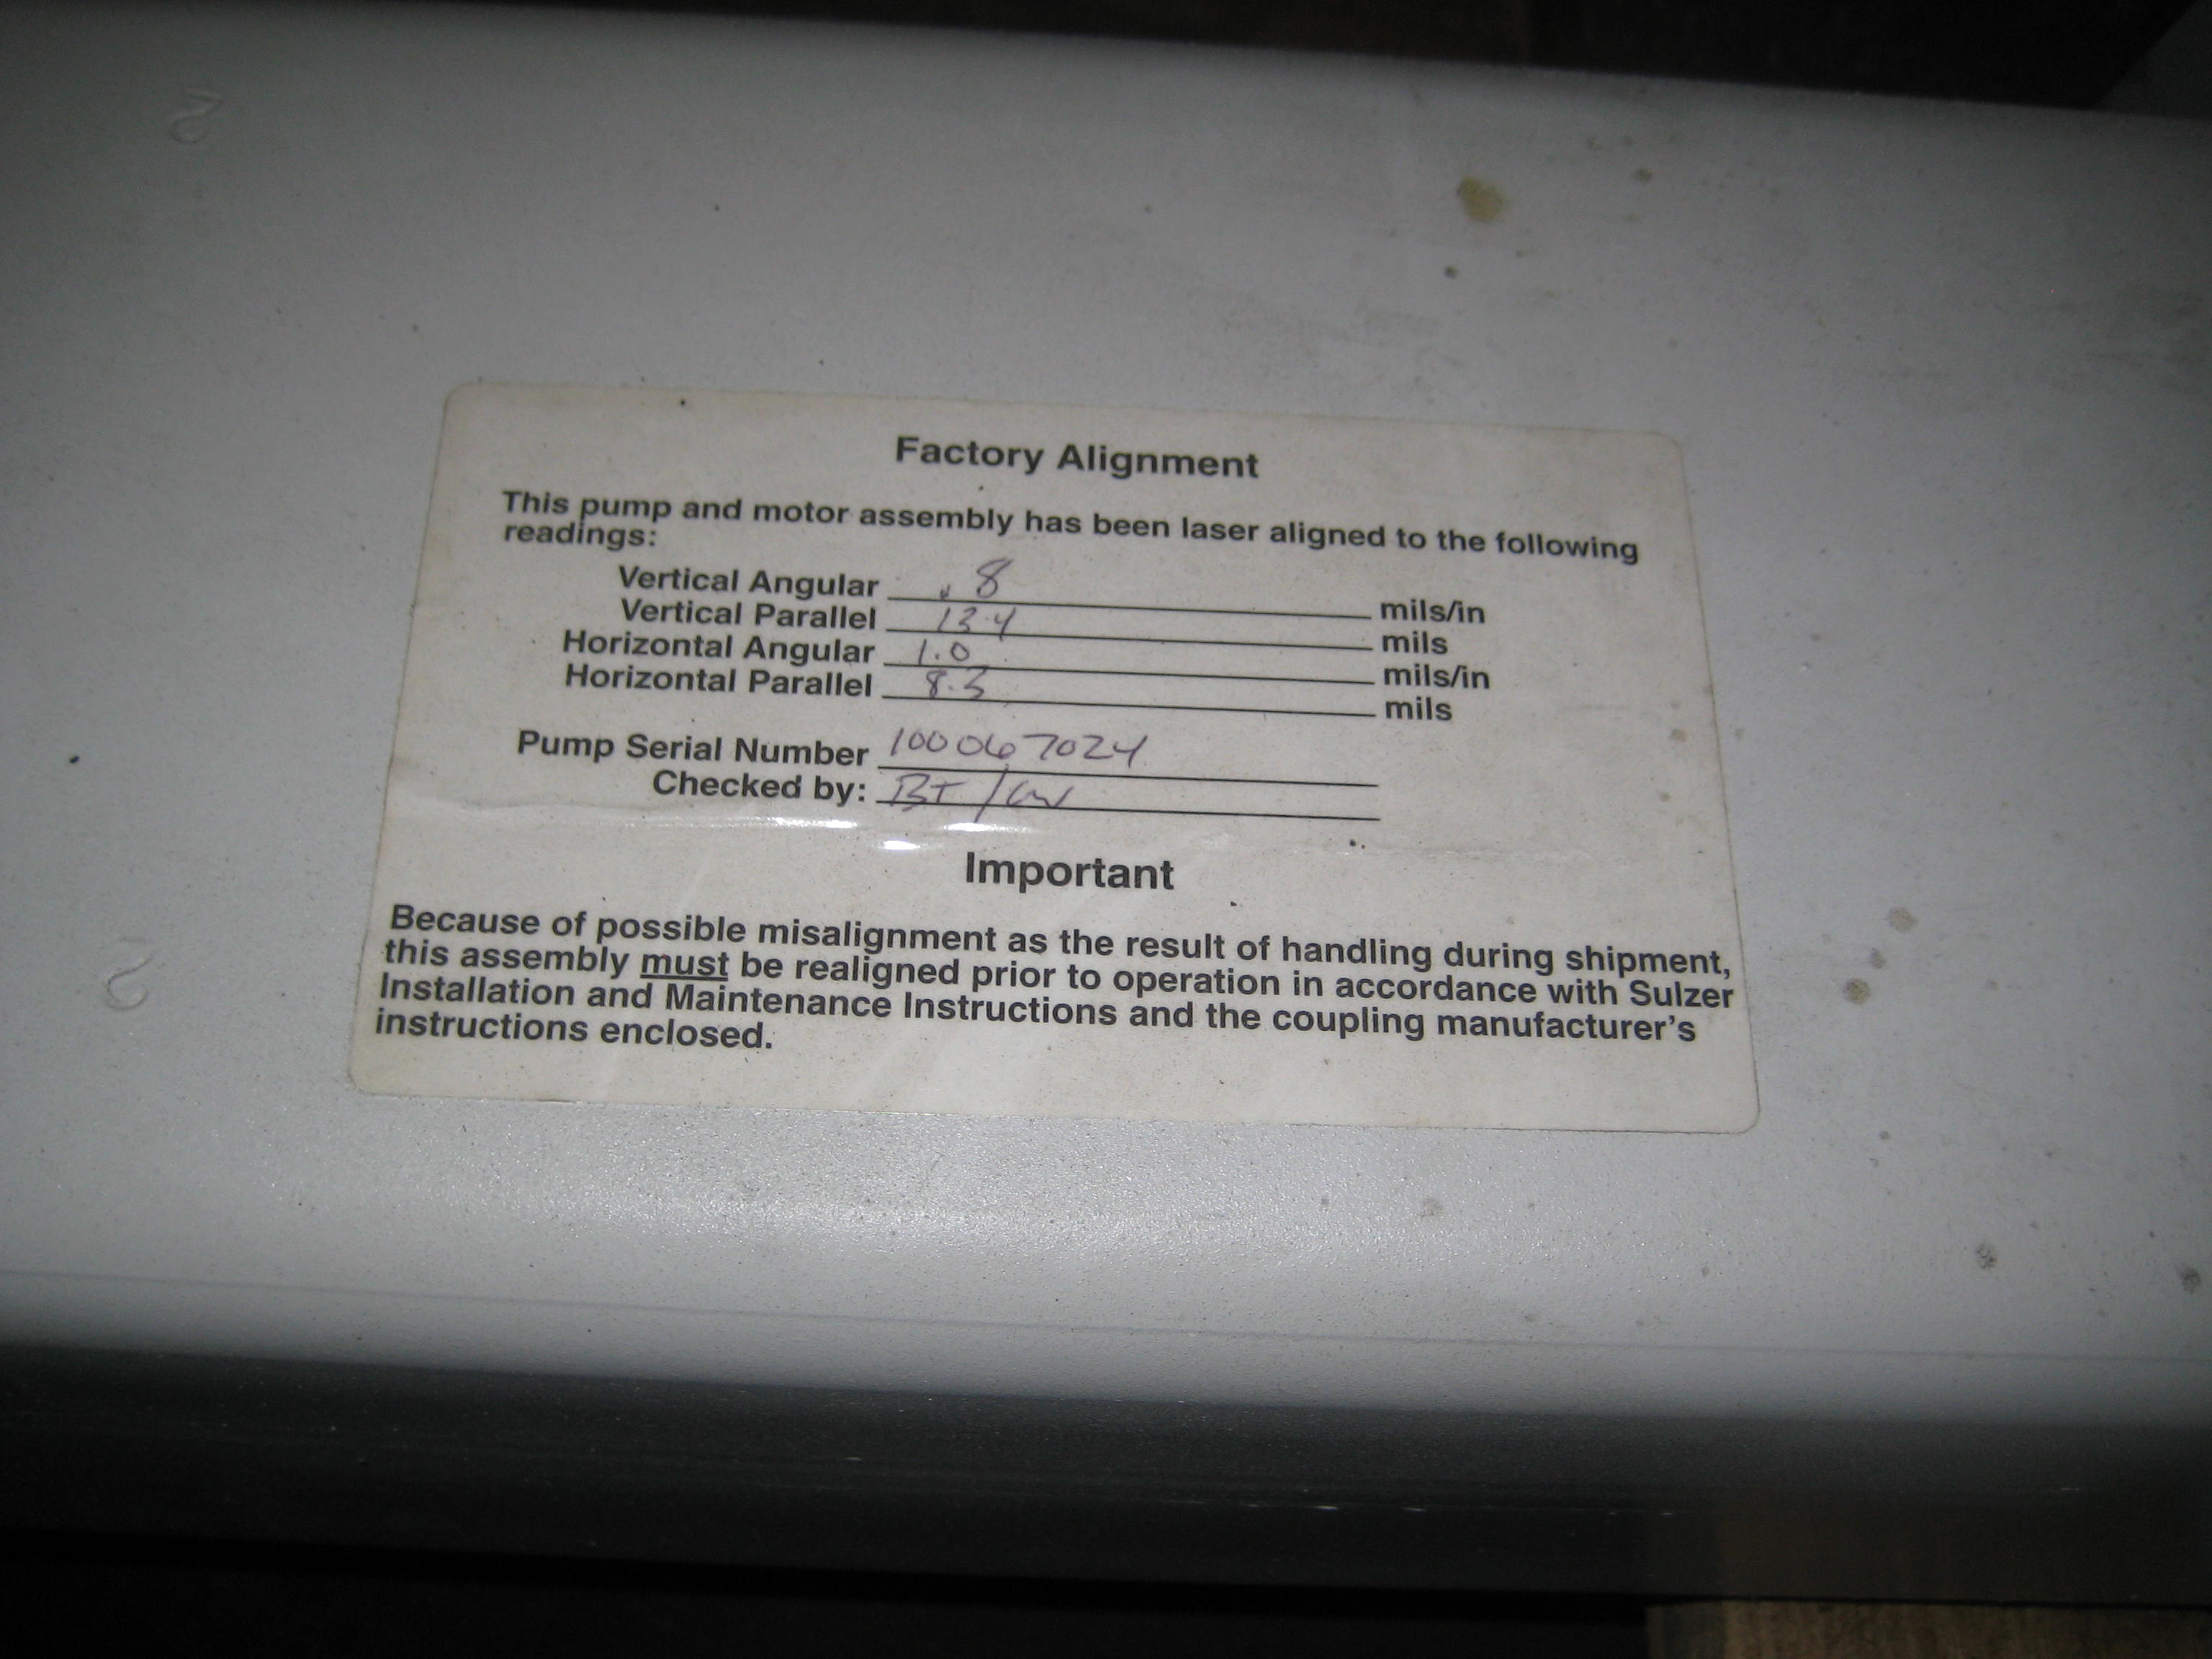 Factory Alignment
This pump and motor assembly has been laser aligned to the following
readings:
Vertical Angular .8 mils/in
Vertical Parallel 13.4 mils
Horizontal Angular 1.0 mils/in
Horizontal Parallel 8.3 mils
Pump Serial Number 100067024
Checked by: BT /
Important
Because of possible misalignment as the result of handling during shipment,
this assembly must be realigned prior to operation in accordance with Sulzer
Installation and Maintenance Instructions and the coupling manufacturer's
instructions enclosed.